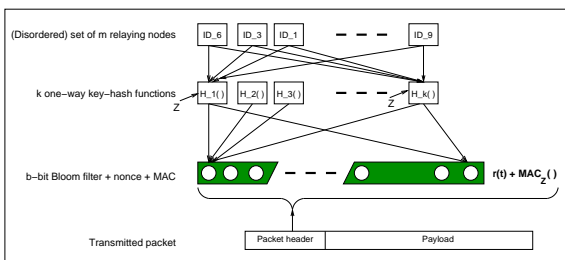 (Disordered) set of m relaying nodes ID_6 ID_3 ID_1 ID_9
k one-way key-hash functions H_1( ) H_2( ) H_3( ) H_k( )
Z Z
b-bit Bloom filter + nonce + MAC r(t) + MAC_Z( )
Transmitted packet Packet header Payload